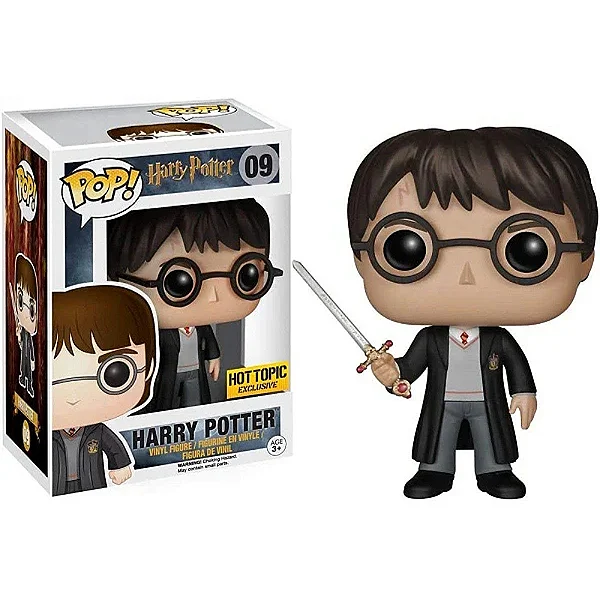 POP!
Harry Potter
09
HOT TOPIC
EXCLUSIVE
HARRY POTTER
VINYL FIGURE / FIGURINE EN VINYLE /
FIGURA DE VINIL
AGE
3+
WARNING: Choking Hazard.
May contain small parts.